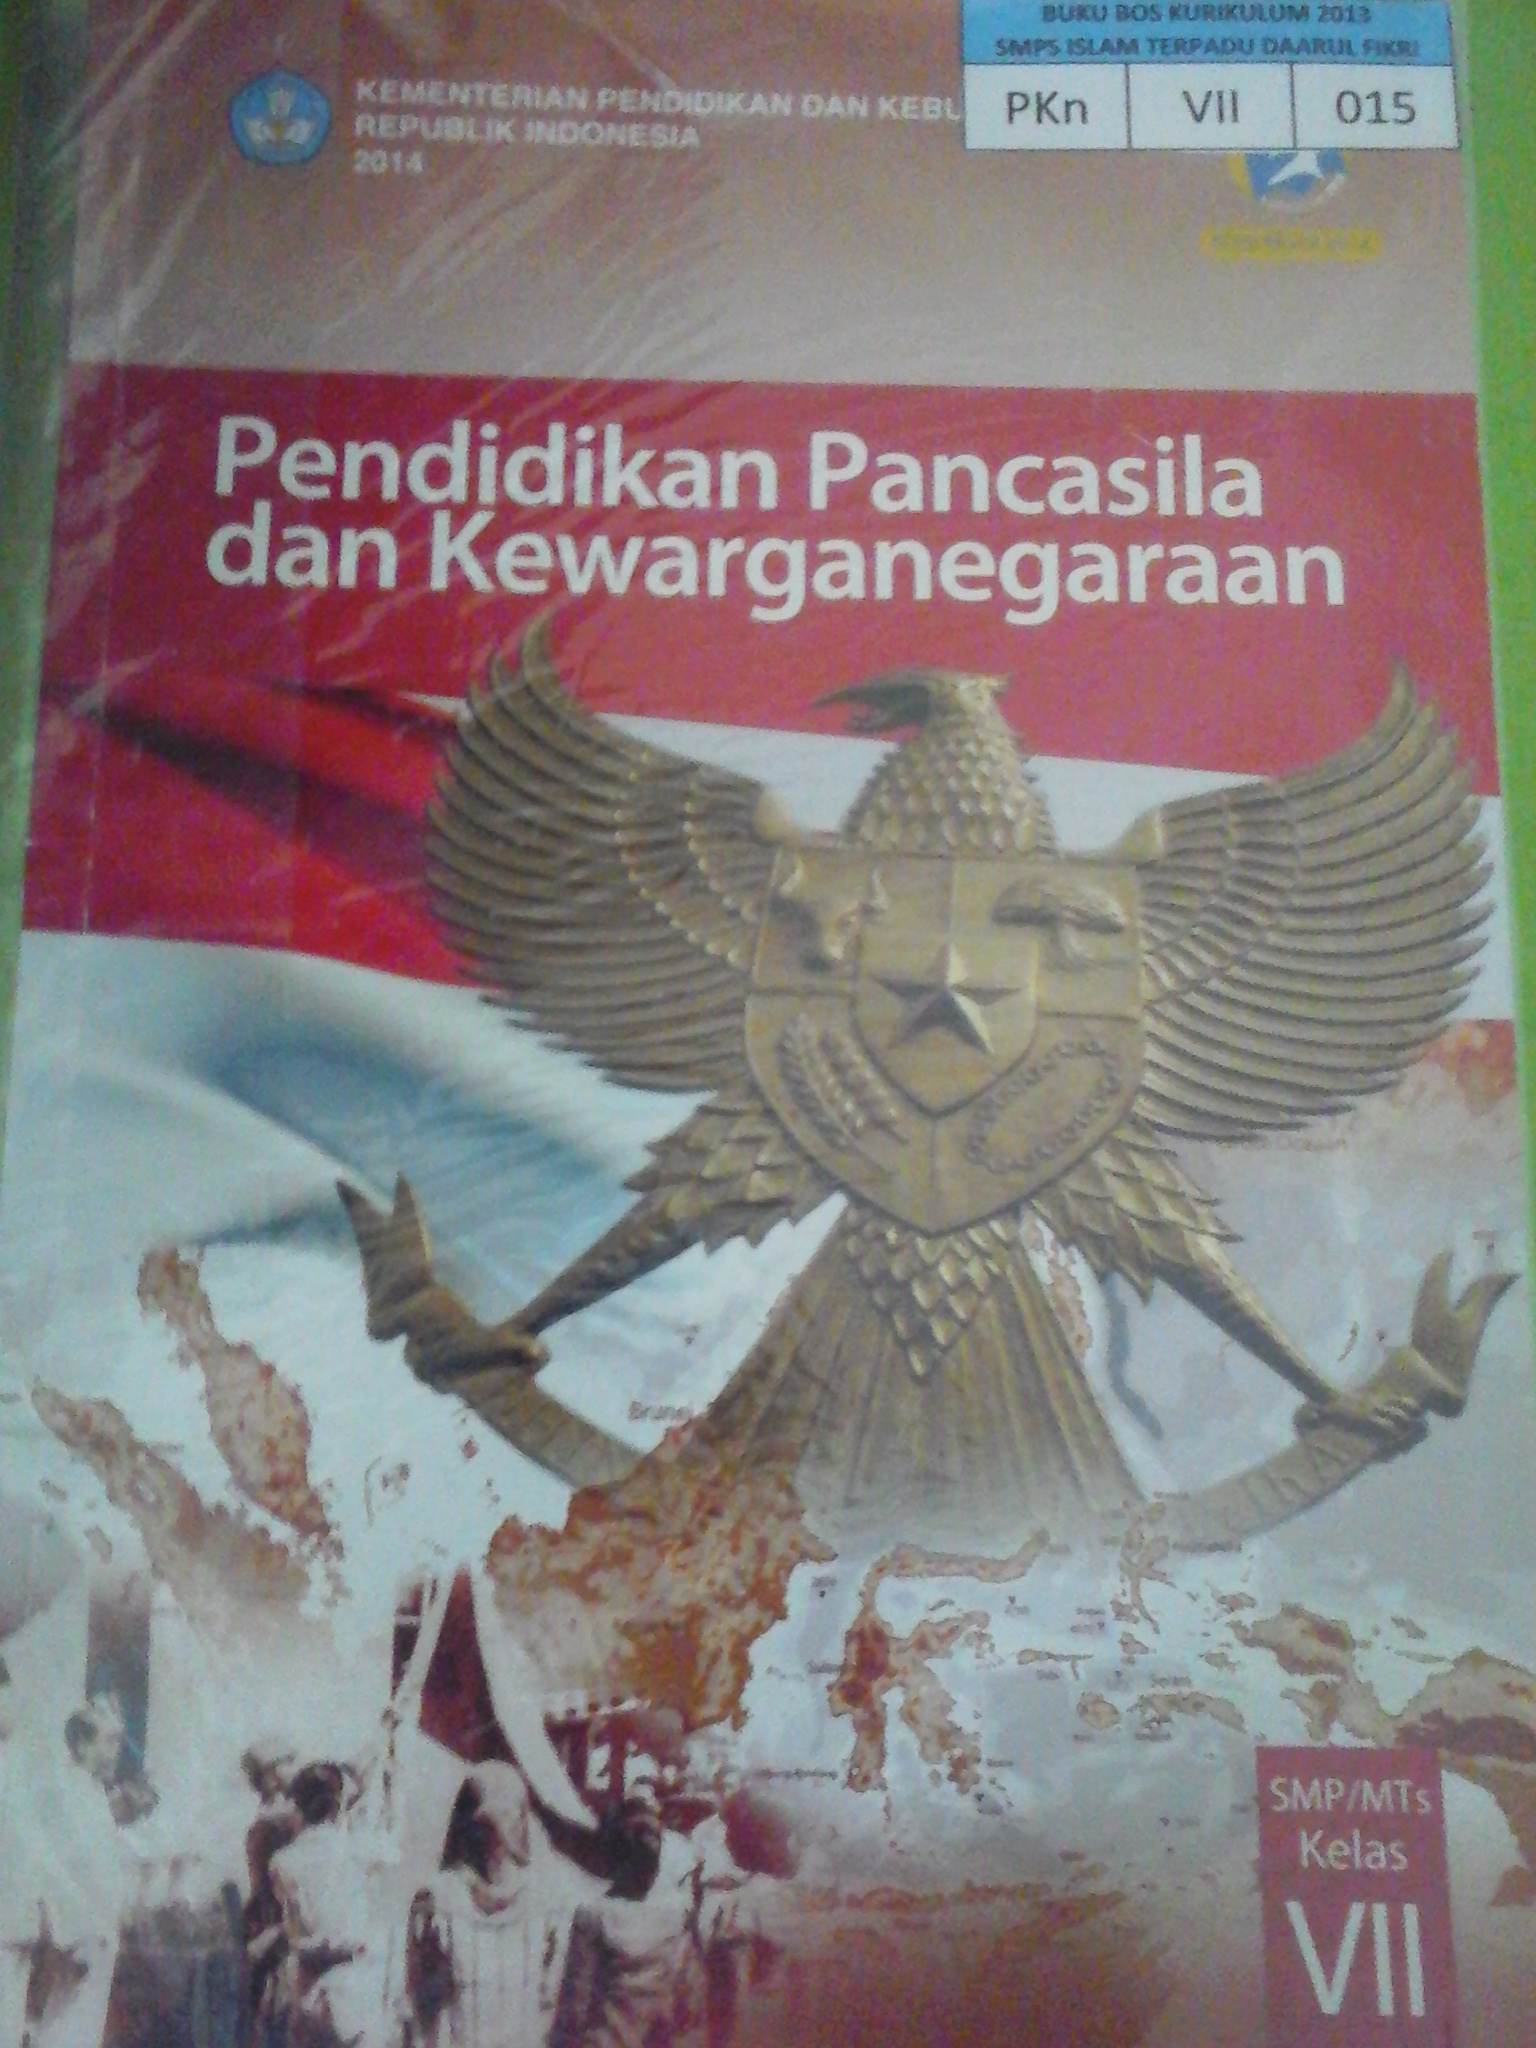 BUKU BOS KURIKULUM 2013
SMPS ISLAM TERPADU DAARUL FIKRI
PKn VII 015
KEMENTERIAN PENDIDIKAN DAN KEBU
REPUBLIK INDONESIA
2014
Pendidikan Pancasila
dan Kewarganegaraan
Brunei
SMP/MTs
Kelas
VII